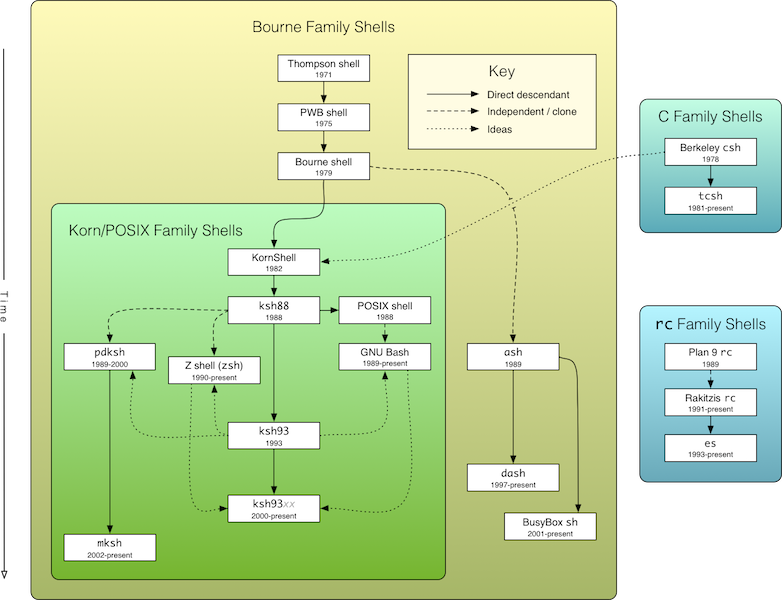 Bourne Family Shells
Thompson shell
1971
PWB shell
1975
Bourne shell
1979
Key
Direct descendant
Independent / clone
Ideas
C Family Shells
Berkeley csh
1978
tcsh
1981-present
Korn/POSIX Family Shells
KornShell
1982
ksh88
1988
POSIX shell
1988
pdksh
1989-2000
Z shell (zsh)
1990-present
GNU Bash
1989-present
ash
1989
ksh93
1993
dash
1997-present
ksh93xx
2000-present
BusyBox sh
2001-present
mksh
2002-present
rc Family Shells
Plan 9 rc
1989
Rakitzis rc
1991-present
es
1993-present
Time